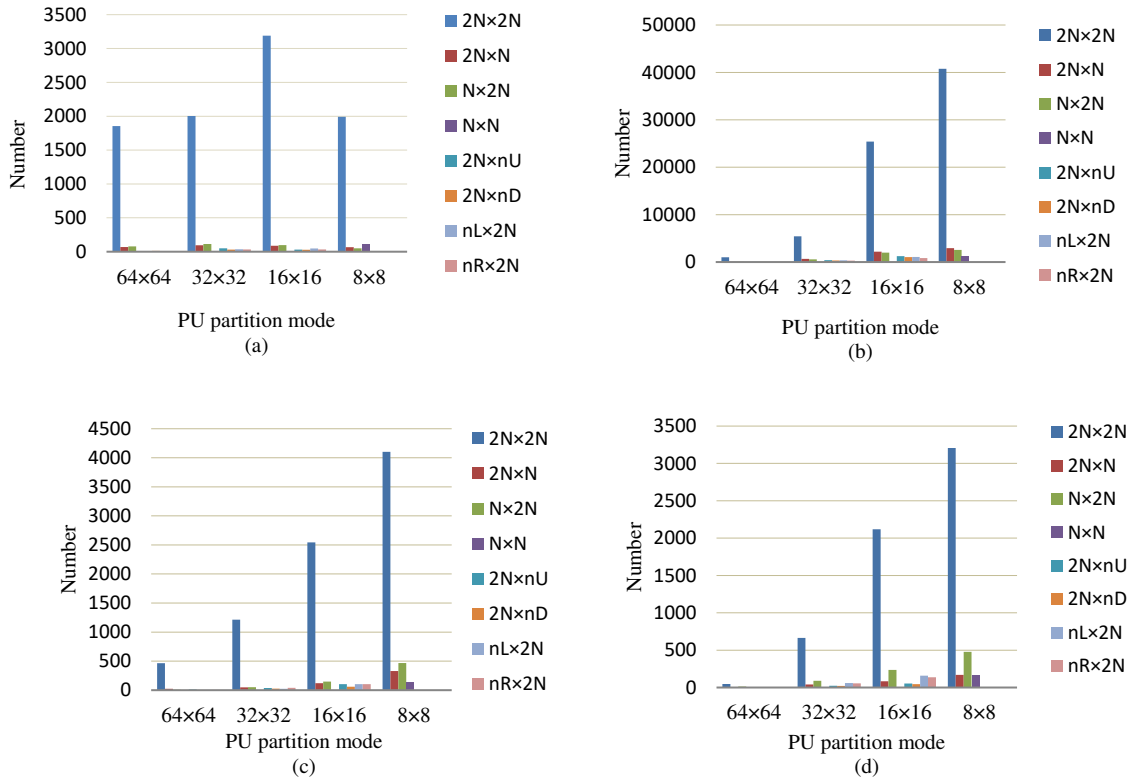 3500
3000
2500
2000
1500
1000
500
0
Number
64×64 32×32 16×16 8×8
PU partition mode
(a)
2N×2N
2N×N
N×2N
N×N
2N×nU
2N×nD
nL×2N
nR×2N
50000
40000
30000
20000
10000
0
Number
64×64 32×32 16×16 8×8
PU partition mode
(b)
2N×2N
2N×N
N×2N
N×N
2N×nU
2N×nD
nL×2N
nR×2N
4500
4000
3500
3000
2500
2000
1500
1000
500
0
Number
64×64 32×32 16×16 8×8
PU partition mode
(c)
2N×2N
2N×N
N×2N
N×N
2N×nU
2N×nD
nL×2N
nR×2N
3500
3000
2500
2000
1500
1000
500
0
Number
64×64 32×32 16×16 8×8
PU partition mode
(d)
2N×2N
2N×N
N×2N
N×N
2N×nU
2N×nD
nL×2N
nR×2N